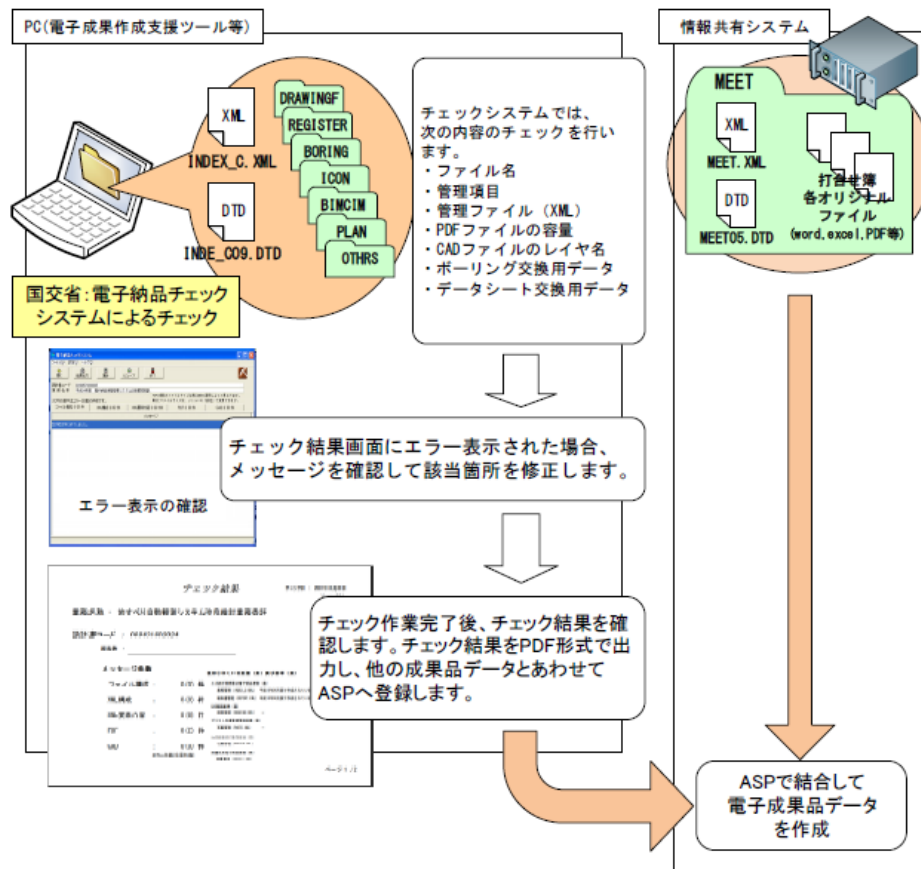 PC(電子成果作成支援ツール等)
XML
INDEX_C.XML
DTD
INDE_C09.DTD
DRAWINGF
REGISTER
BORING
ICON
BIMCIM
PLAN
OTHRS
国交省:電子納品チェック
システムによるチェック
チェックシステムでは、
次の内容のチェックを行い
ます。
・ファイル名
・管理項目
・管理ファイル (XML)
・PDFファイルの容量
・CADファイルのレイヤ名
・ボーリング交換用データ
・データシート交換用データ
情報共有システム
MEET
XML
MEET.XML
DTD
MEET05.DTD
打合せ簿
各オリジナル
ファイル
(word,excel,PDF等)
エラー表示の確認
チェック結果画面にエラー表示された場合、
メッセージを確認して該当箇所を修正します。
チェック結果
チェック作業完了後、チェック結果を確
認します。チェック結果をPDF形式で出
力し、他の成果品データとあわせて
ASPへ登録します。
ASPで結合して
電子成果品データ
を作成